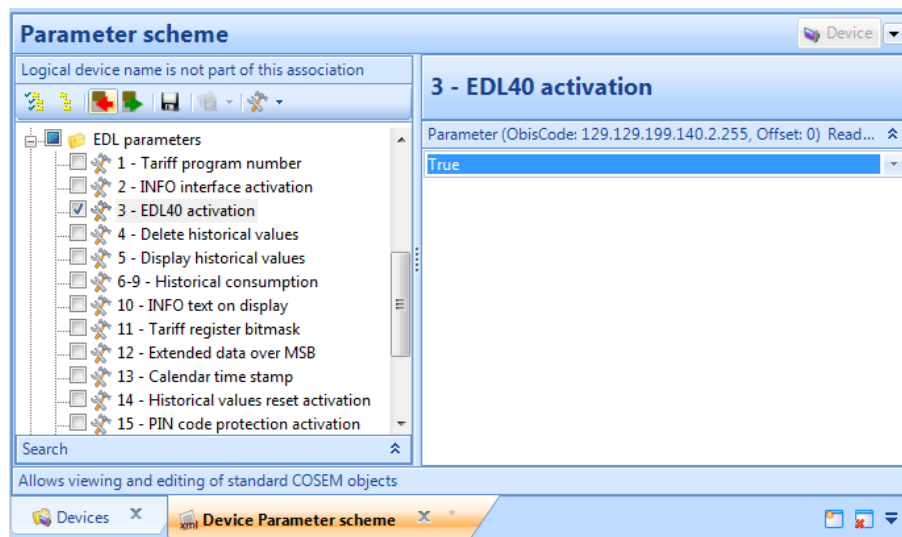 Parameter scheme
Device
Logical device name is not part of this association
EDL parameters
1 - Tariff program number
2 - INFO interface activation
3 - EDL40 activation
4 - Delete historical values
5 - Display historical values
6-9 - Historical consumption
10 - INFO text on display
11 - Tariff register bitmask
12 - Extended data over MSB
13 - Calendar time stamp
14 - Historical values reset activation
15 - PIN code protection activation
Search
3 - EDL40 activation
Parameter (ObisCode: 129.129.199.140.2.255, Offset: 0) Read...
True
Allows viewing and editing of standard COSEM objects
Devices X
xml Device Parameter scheme X *